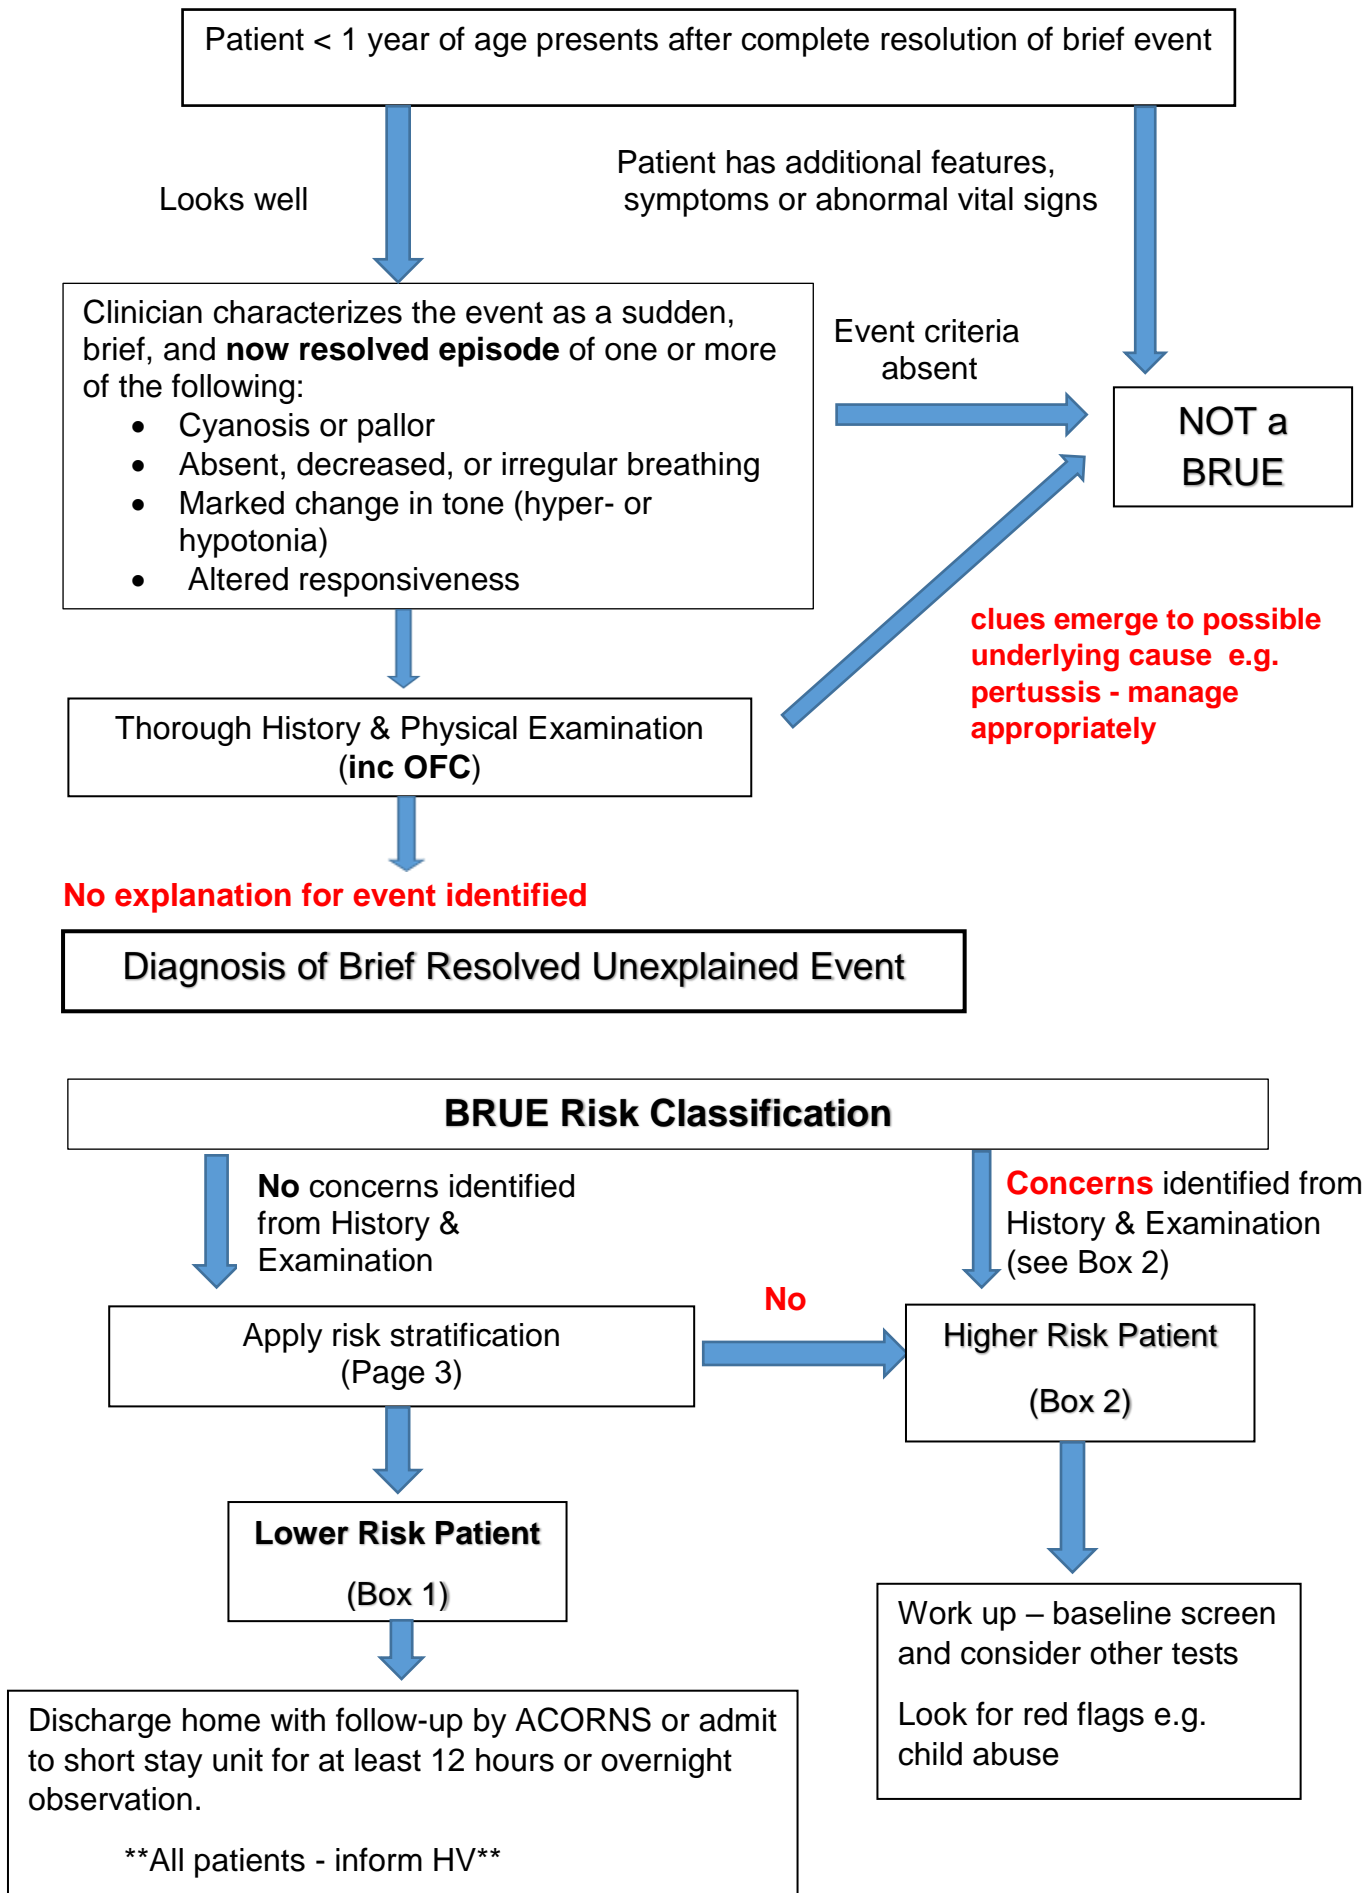 Patient < 1 year of age presents after complete resolution of brief event
Looks well
Patient has additional features,
symptoms or abnormal vital signs
Clinician characterizes the event as a sudden,
brief, and now resolved episode of one or more
of the following:
• Cyanosis or pallor
• Absent, decreased, or irregular breathing
• Marked change in tone (hyper- or
hypotonia)
• Altered responsiveness
Event criteria
absent
NOT a
BRUE
clues emerge to possible
underlying cause e.g.
pertussis - manage
appropriately
Thorough History & Physical Examination
(inc OFC)
No explanation for event identified
Diagnosis of Brief Resolved Unexplained Event
BRUE Risk Classification
No concerns identified
from History &
Examination
Concerns identified from
History & Examination
(see Box 2)
Apply risk stratification
(Page 3)
No
Higher Risk Patient
(Box 2)
Lower Risk Patient
(Box 1)
Work up – baseline screen
and consider other tests
Look for red flags e.g.
child abuse
Discharge home with follow-up by ACORNS or admit
to short stay unit for at least 12 hours or overnight
observation.
**All patients - inform HV**